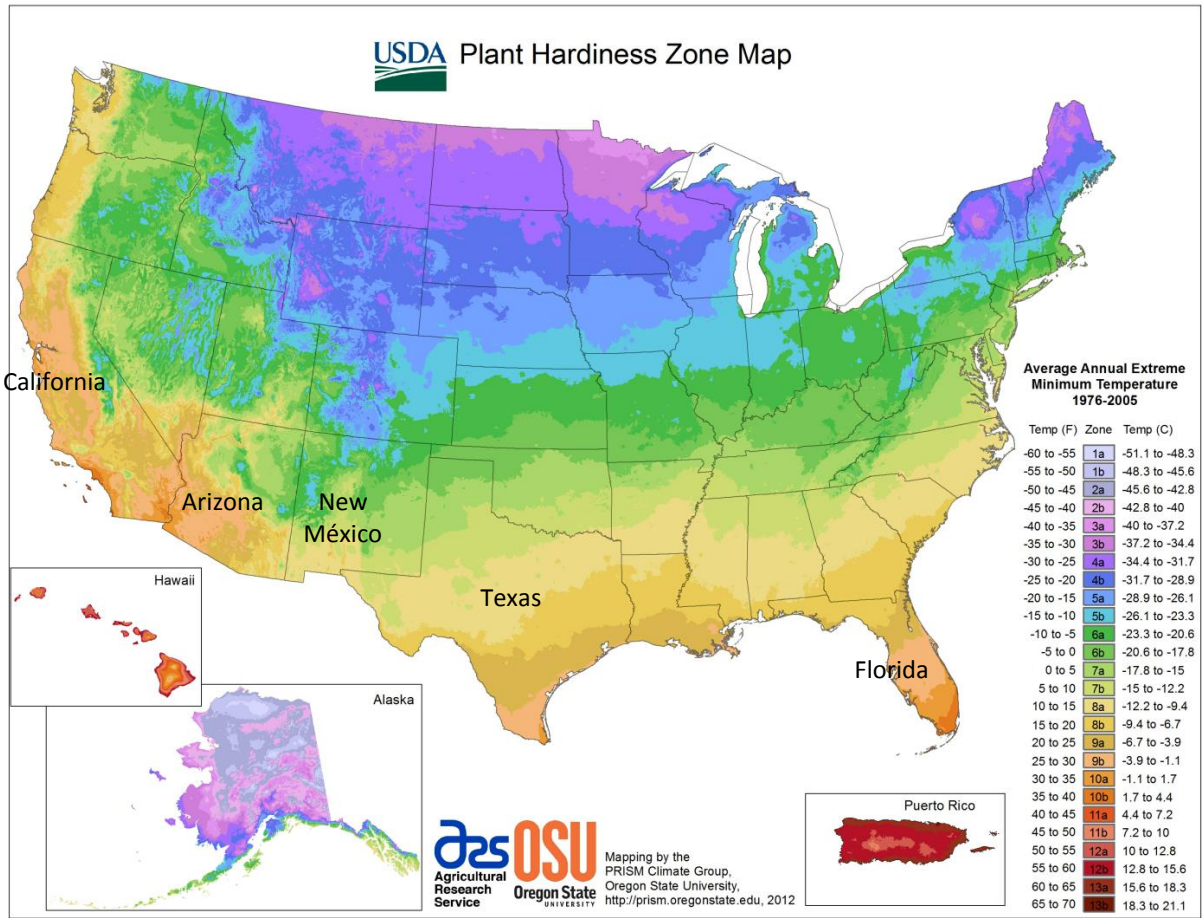 USDA
Plant Hardiness Zone Map
California
Arizona
New
México
Texas
Florida
Hawaii
Alaska
Puerto Rico
Average Annual Extreme
Minimum Temperature
1976-2005
Temp (F) Zone Temp (C)
-60 to -55 1a -51.1 to -48.3
-55 to -50 1b -48.3 to -45.6
-50 to -45 2a -45.6 to -42.8
-45 to -40 2b -42.8 to -40
-40 to -35 3a -40 to -37.2
-35 to -30 3b -37.2 to -34.4
-30 to -25 4a -34.4 to -31.7
-25 to -20 4b -31.7 to -28.9
-20 to -15 5a -28.9 to -26.1
-15 to -10 5b -26.1 to -23.3
-10 to -5 6a -23.3 to -20.6
-5 to 0 6b -20.6 to -17.8
0 to 5 7a -17.8 to -15
5 to 10 7b -15 to -12.2
10 to 15 8a -12.2 to -9.4
15 to 20 8b -9.4 to -6.7
20 to 25 9a -6.7 to -3.9
25 to 30 9b -3.9 to -1.1
30 to 35 10a -1.1 to 1.7
35 to 40 10b 1.7 to 4.4
40 to 45 11a 4.4 to 7.2
45 to 50 11b 7.2 to 10
50 to 55 12a 10 to 12.8
55 to 60 12b 12.8 to 15.6
60 to 65 13a 15.6 to 18.3
65 to 70 13b 18.3 to 21.1
ars
Agricultural
Research
Service
OSU
Oregon State
UNIVERSITY
Mapping by the
PRISM Climate Group,
Oregon State University,
http://prism.oregonstate.edu, 2012